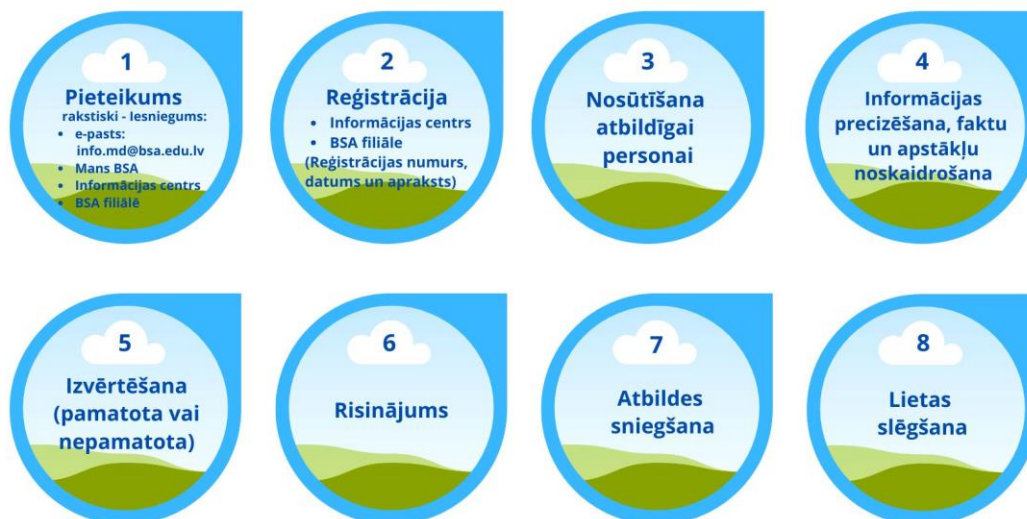 1
Pieteikums
rakstiski - Iesniegums:
• e-pasts:
info.md@bsa.edu.lv
• Mans BSA
• Informācijas centrs
• BSA filiālē
2
Reģistrācija
• Informācijas centrs
• BSA filiāle
(Reģistrācijas numurs,
datums un apraksts)
3
Nosūtīšana
atbildīgai
personai
4
Informācijas
precizēšana, faktu
un apstākļu
noskaidrošana
5
Izvērtēšana
(pamatota vai
nepamatota)
6
Risinājums
7
Atbildes
sniegšana
8
Lietas
slēgšana